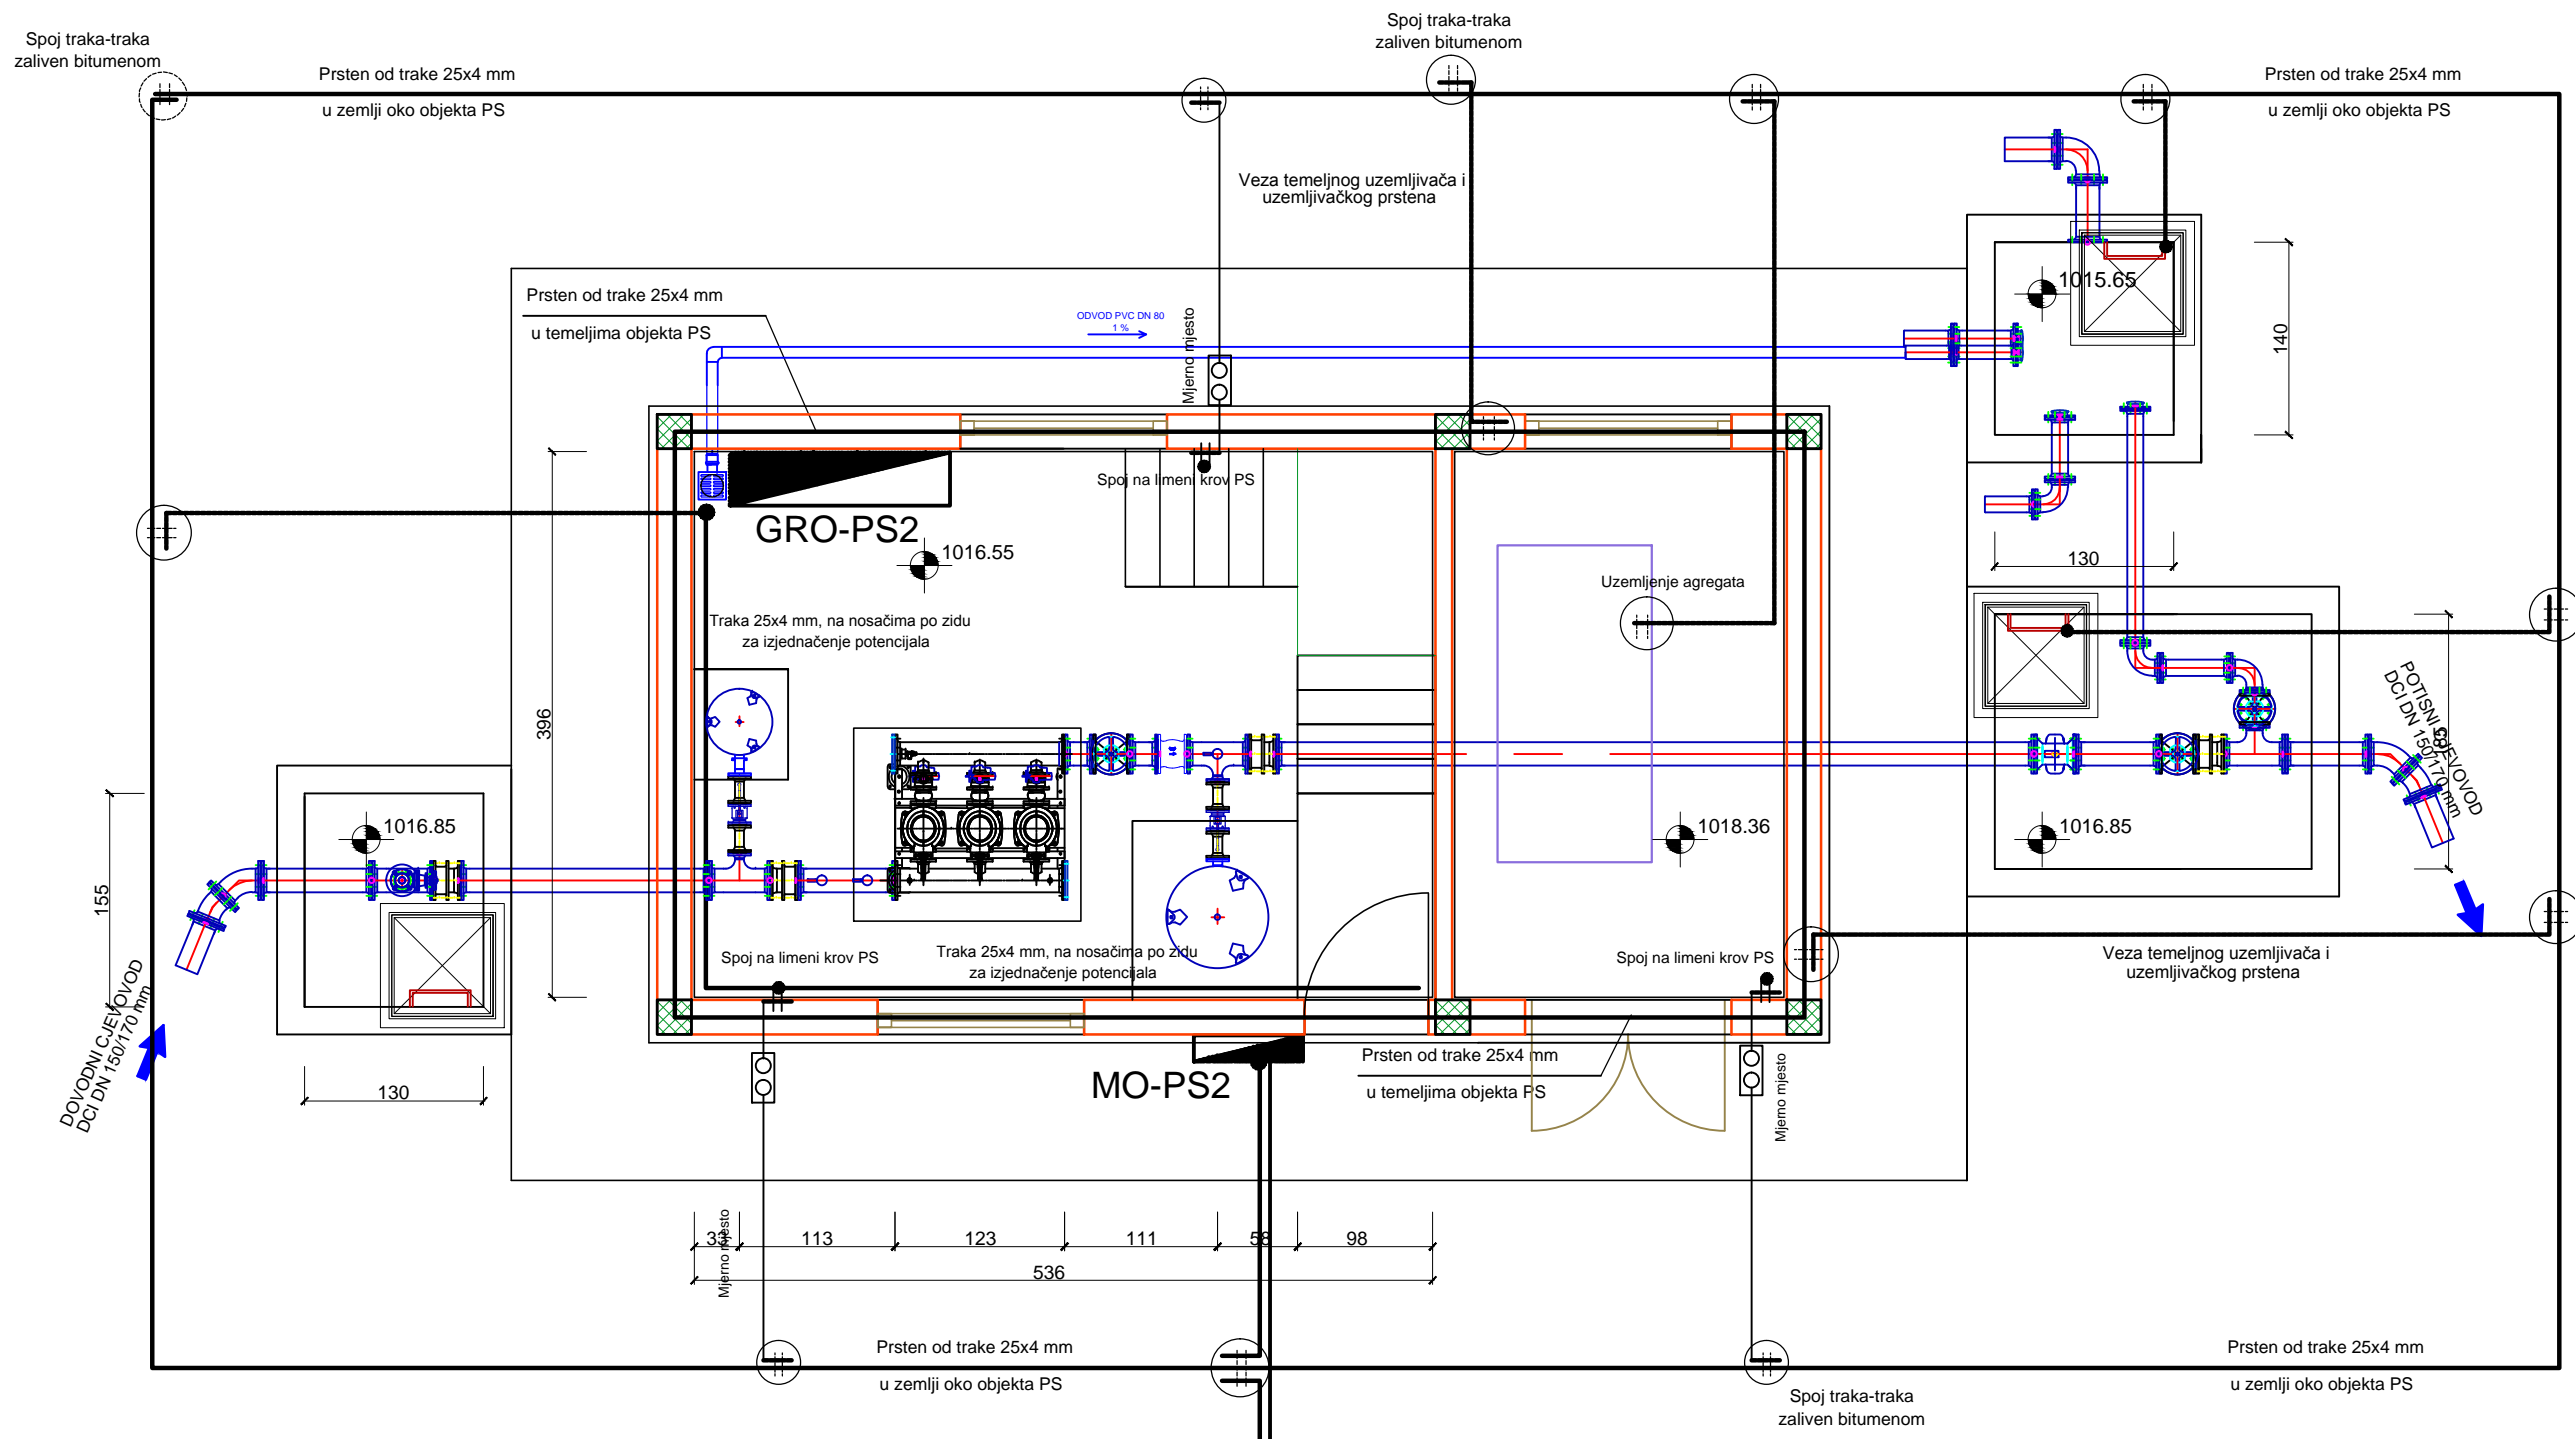 Spoj traka-traka
zaliven bitumenom
Prsten od trake 25x4 mm
u zemlji oko objekta PS
Spoj traka-traka
zaliven bitumenom
Prsten od trake 25x4 mm
u zemlji oko objekta PS
Veza temeljnog uzemljivača i
uzemljivačkog prstena
Prsten od trake 25x4 mm
u temeljima objekta PS
ODVOD PVC DN 80
1 %
Mjerno mjesto
1015.65
140
Spoj na limeni krov PS
GRO-PS2
1016.55
130
Uzemljenje agregata
Traka 25x4 mm, na nosačima po zidu
za izjednačenje potencijala
396
POTISNI CJEVOVOD
DCI DN 150/170 mm
185
1016.85
1018.36
1016.85
155
Spoj na limeni krov PS
Traka 25x4 mm, na nosačima po zidu
za izjednačenje potencijala
Spoj na limeni krov PS
Veza temeljnog uzemljivača i
uzemljivačkog prstena
DOVODNI CJEVOVOD
DCI DN 150/170 mm
130
MO-PS2
Prsten od trake 25x4 mm
u temeljima objekta PS
Mjerno mjesto
Mjerno mjesto
33
113
123
111
58
98
536
Prsten od trake 25x4 mm
u zemlji oko objekta PS
Prsten od trake 25x4 mm
u zemlji oko objekta PS
Spoj traka-traka
zaliven bitumenom